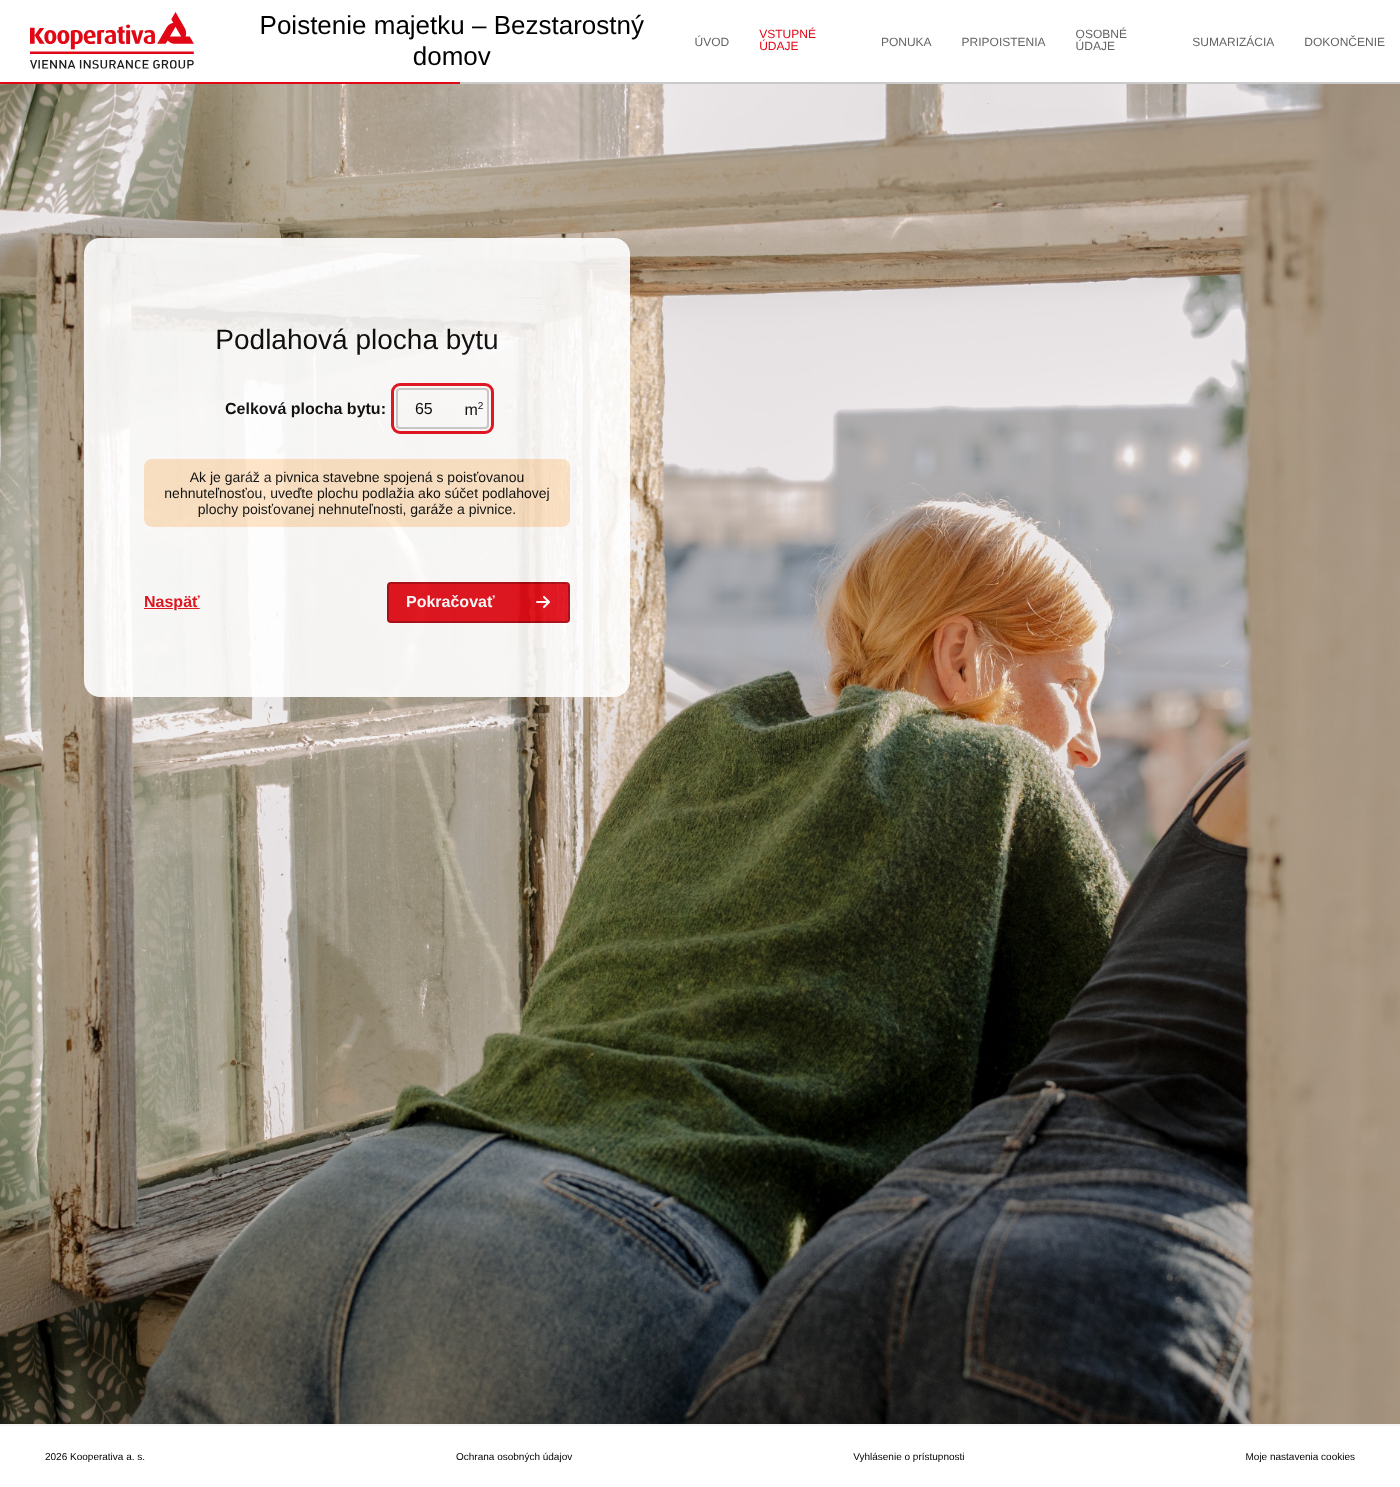 Kooperativa
VIENNA INSURANCE GROUP
Poistenie majetku – Bezstarostný
domov
ÚVOD
VSTUPNÉ
ÚDAJE
PONUKA
PRIPOISTENIA
OSOBNÉ
ÚDAJE
SUMARIZÁCIA
DOKONČENIE
Podlahová plocha bytu
Celková plocha bytu: 65 m²
Ak je garáž a pivnica stavebne spojená s poisťovanou
nehnuteľnosťou, uveďte plochu podlažia ako súčet podlahovej
plochy poisťovanej nehnuteľnosti, garáže a pivnice.
Naspäť
Pokračovať
2026 Kooperativa a. s.
Ochrana osobných údajov
Vyhlásenie o prístupnosti
Moje nastavenia cookies